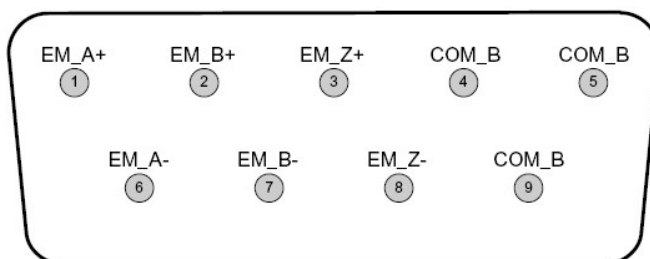 EM_A+ EM_B+ EM_Z+ COM_B COM_B
1 2 3 4 5
EM_A- EM_B- EM_Z- COM_B
6 7 8 9